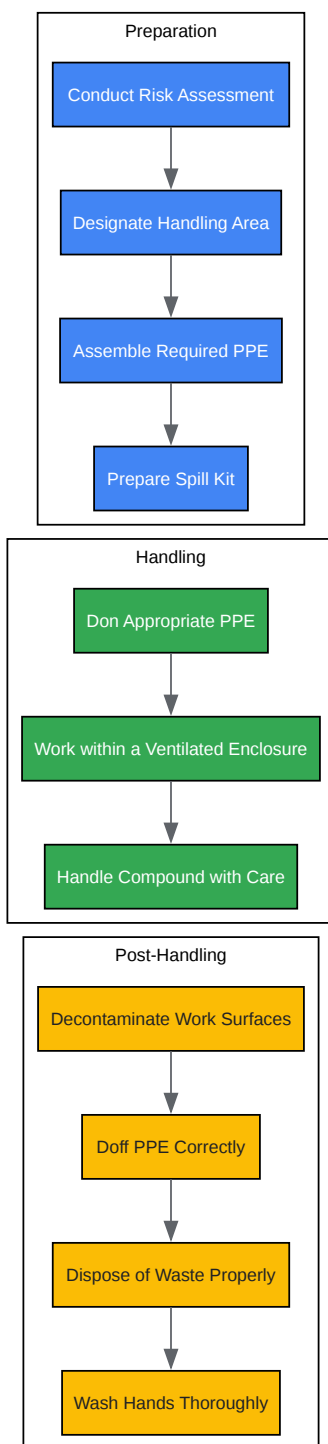 Preparation
Conduct Risk Assessment
Designate Handling Area
Assemble Required PPE
Prepare Spill Kit
Handling
Don Appropriate PPE
Work within a Ventilated Enclosure
Handle Compound with Care
Post-Handling
Decontaminate Work Surfaces
Doff PPE Correctly
Dispose of Waste Properly
Wash Hands Thoroughly